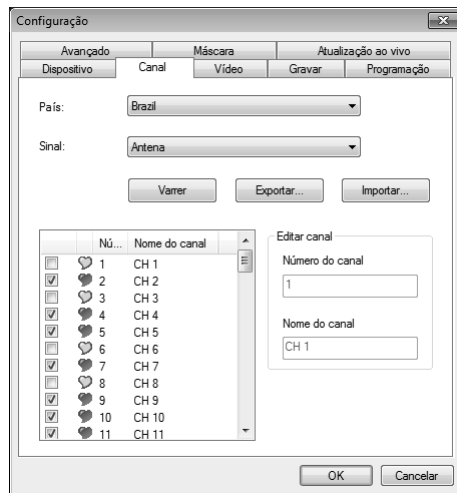 Configuração
Avançado Máscara Atualização ao vivo
Dispositivo Canal Vídeo Gravar Programação
País: Brazil
Sinal: Antena
Varrer Exportar... Importar...
Nú... Nome do canal
1 CH 1
2 CH 2
3 CH 3
4 CH 4
5 CH 5
6 CH 6
7 CH 7
8 CH 8
9 CH 9
10 CH 10
11 CH 11
Editar canal
Número do canal
1
Nome do canal
CH 1
OK Cancelar